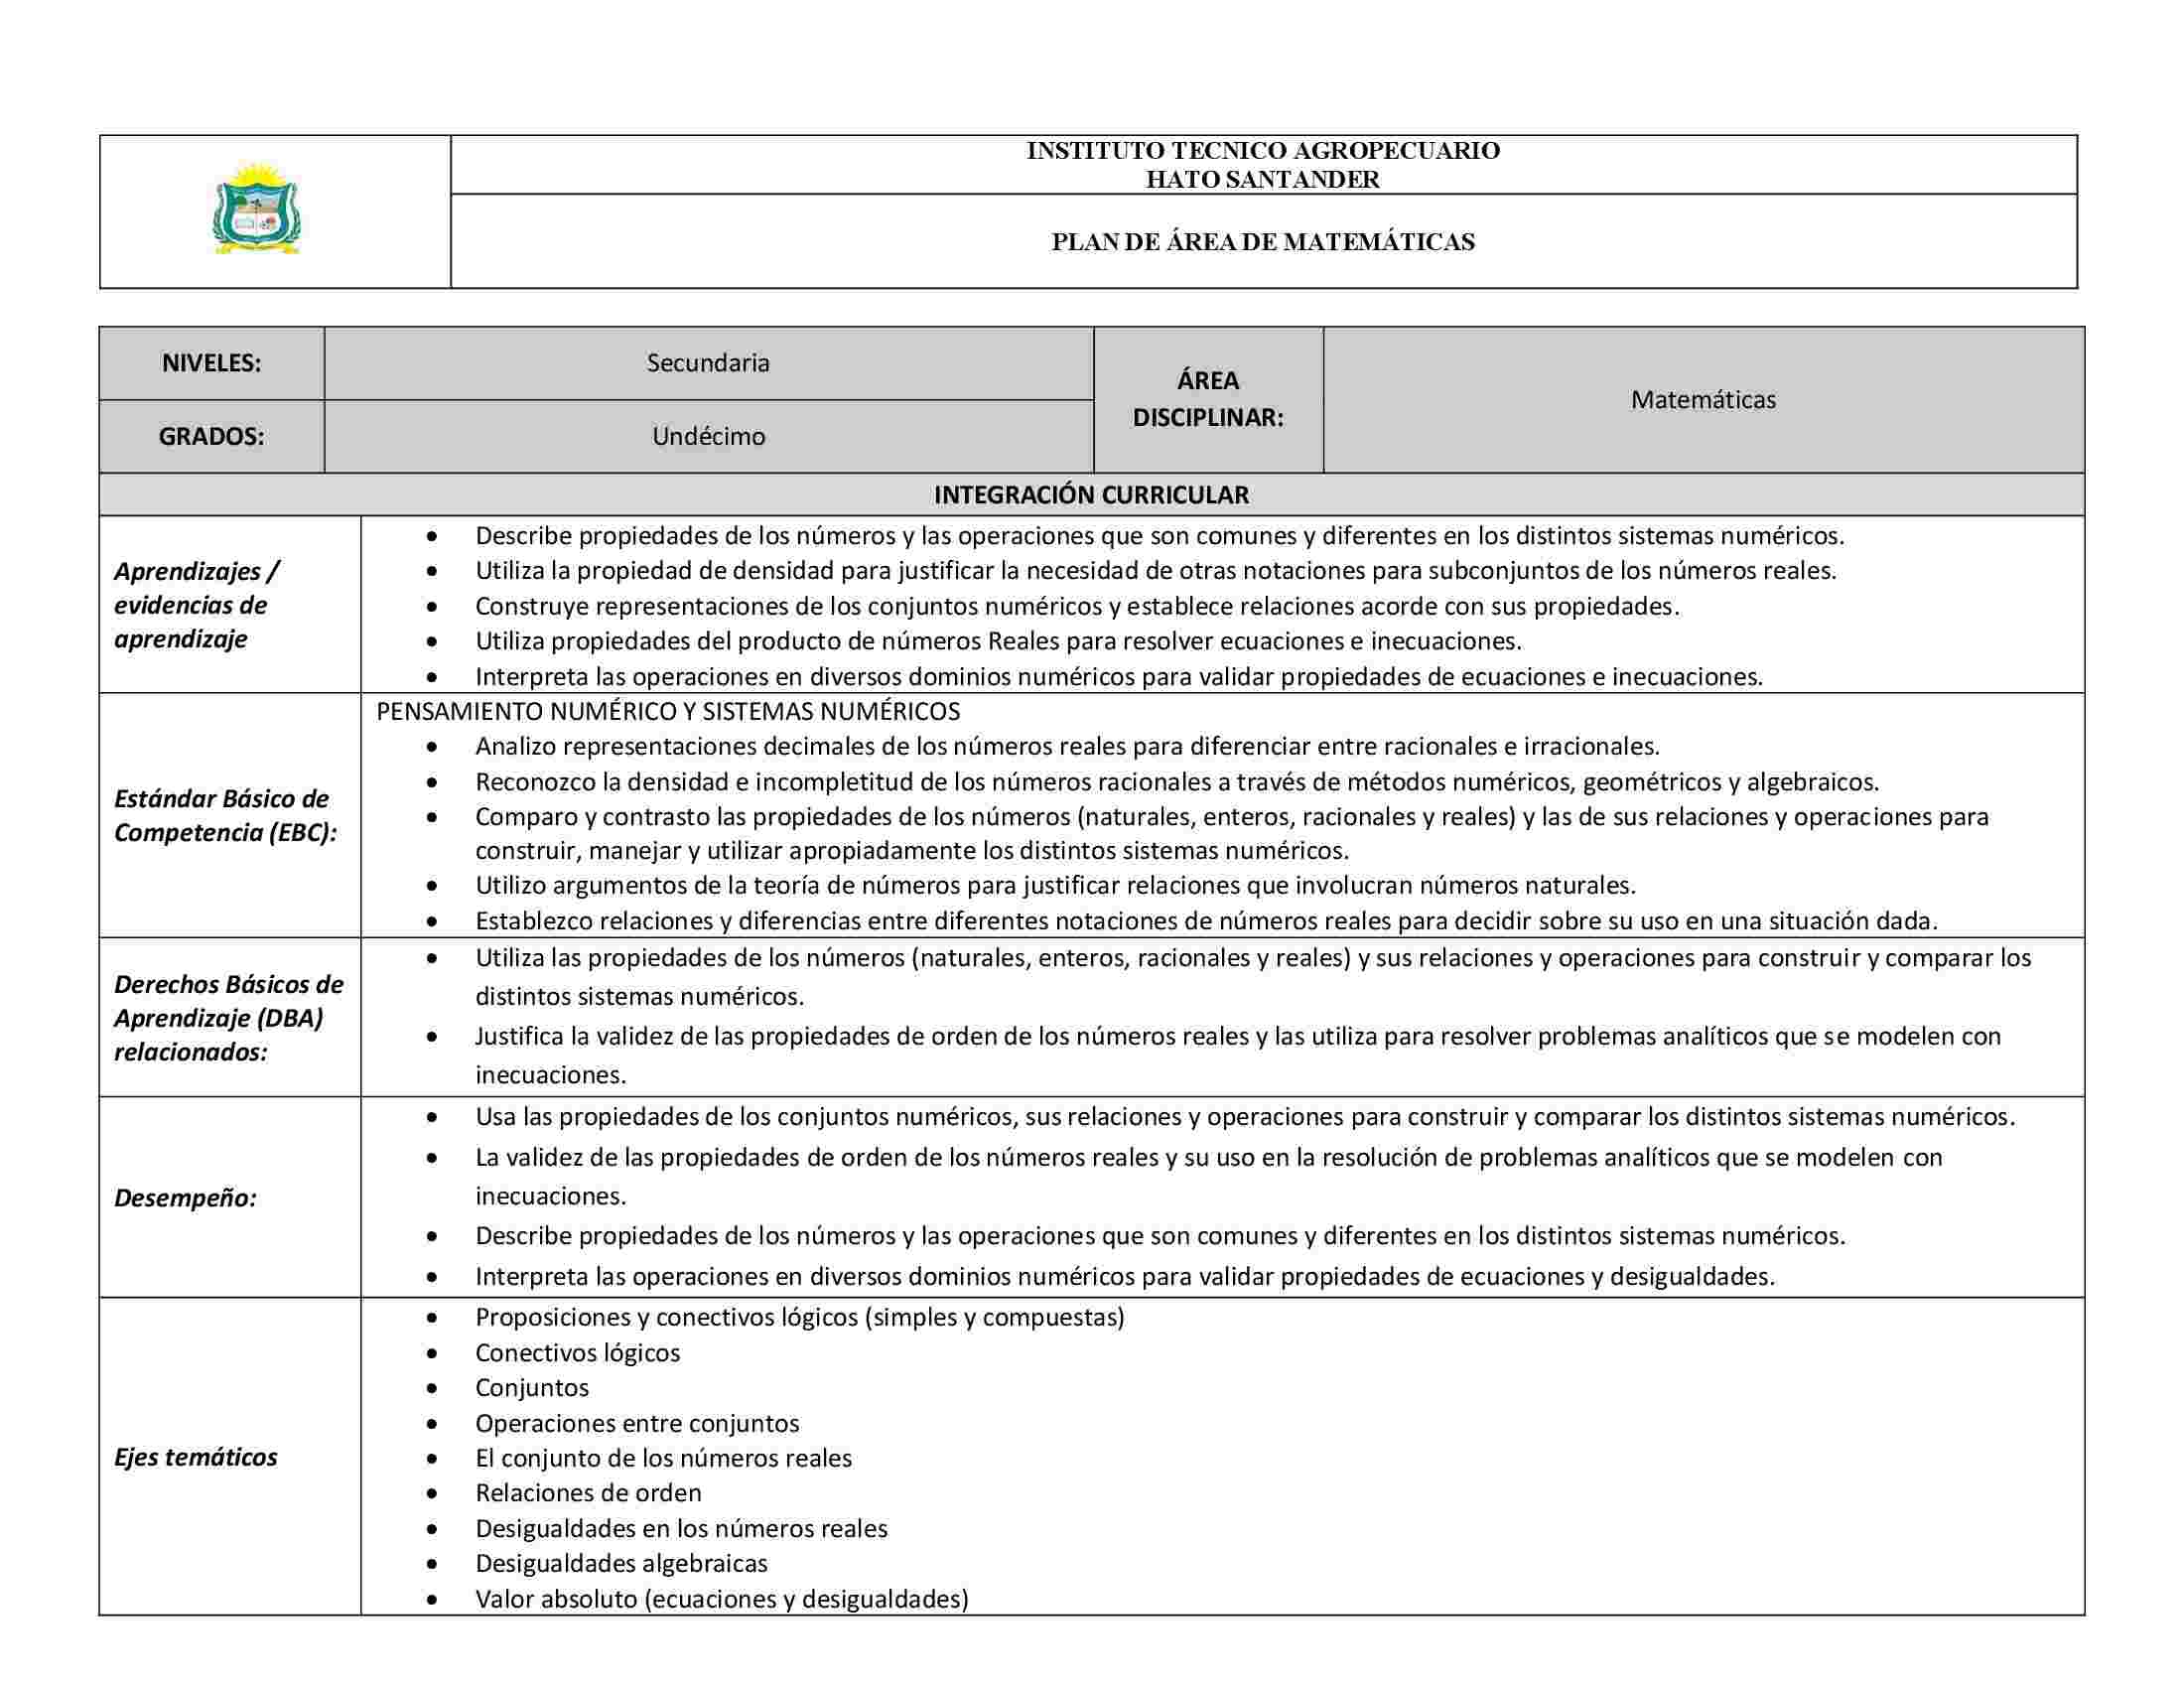 INSTITUTO TECNICO AGROPECUARIO
HATO SANTANDER
PLAN DE ÁREA DE MATEMÁTICAS
NIVELES:
Secundaria
ÁREA
DISCIPLINAR:
Matemáticas
GRADOS:
Undécimo
INTEGRACIÓN CURRICULAR
Aprendizajes /
evidencias de
aprendizaje
• Describe propiedades de los números y las operaciones que son comunes y diferentes en los distintos sistemas numéricos.
• Utiliza la propiedad de densidad para justificar la necesidad de otras notaciones para subconjuntos de los números reales.
• Construye representaciones de los conjuntos numéricos y establece relaciones acorde con sus propiedades.
• Utiliza propiedades del producto de números Reales para resolver ecuaciones e inecuaciones.
• Interpreta las operaciones en diversos dominios numéricos para validar propiedades de ecuaciones e inecuaciones.
Estándar Básico de
Competencia (EBC):
PENSAMIENTO NUMÉRICO Y SISTEMAS NUMÉRICOS
• Analizo representaciones decimales de los números reales para diferenciar entre racionales e irracionales.
• Reconozco la densidad e incompletitud de los números racionales a través de métodos numéricos, geométricos y algebraicos.
• Comparo y contrasto las propiedades de los números (naturales, enteros, racionales y reales) y las de sus relaciones y operaciones para
construir, manejar y utilizar apropiadamente los distintos sistemas numéricos.
• Utilizo argumentos de la teoría de números para justificar relaciones que involucran números naturales.
• Establezco relaciones y diferencias entre diferentes notaciones de números reales para decidir sobre su uso en una situación dada.
Derechos Básicos de
Aprendizaje (DBA)
relacionados:
• Utiliza las propiedades de los números (naturales, enteros, racionales y reales) y sus relaciones y operaciones para construir y comparar los
distintos sistemas numéricos.
• Justifica la validez de las propiedades de orden de los números reales y las utiliza para resolver problemas analíticos que se modelen con
inecuaciones.
Desempeño:
• Usa las propiedades de los conjuntos numéricos, sus relaciones y operaciones para construir y comparar los distintos sistemas numéricos.
• La validez de las propiedades de orden de los números reales y su uso en la resolución de problemas analíticos que se modelen con
inecuaciones.
• Describe propiedades de los números y las operaciones que son comunes y diferentes en los distintos sistemas numéricos.
• Interpreta las operaciones en diversos dominios numéricos para validar propiedades de ecuaciones y desigualdades.
Ejes temáticos
• Proposiciones y conectivos lógicos (simples y compuestas)
• Conectivos lógicos
• Conjuntos
• Operaciones entre conjuntos
• El conjunto de los números reales
• Relaciones de orden
• Desigualdades en los números reales
• Desigualdades algebraicas
• Valor absoluto (ecuaciones y desigualdades)